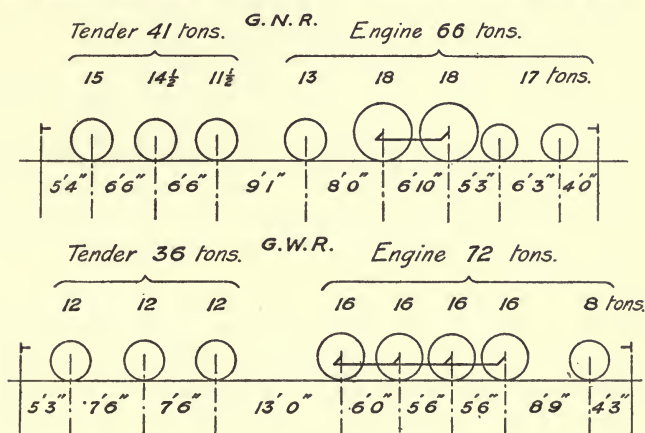 G.N.R.
Tender 41 tons. Engine 66 tons.
15 14½ 11½ 13 18 18 17 tons.
5'4" 6'6" 6'6" 9'1" 8'0" 6'10" 5'3" 6'3" 4'0"
G.W.R.
Tender 36 tons. Engine 72 tons.
12 12 12 16 16 16 16 8 tons.
5'3" 7'6" 7'6" 13'0" 6'0" 5'6" 5'6" 8'9" 4'3"